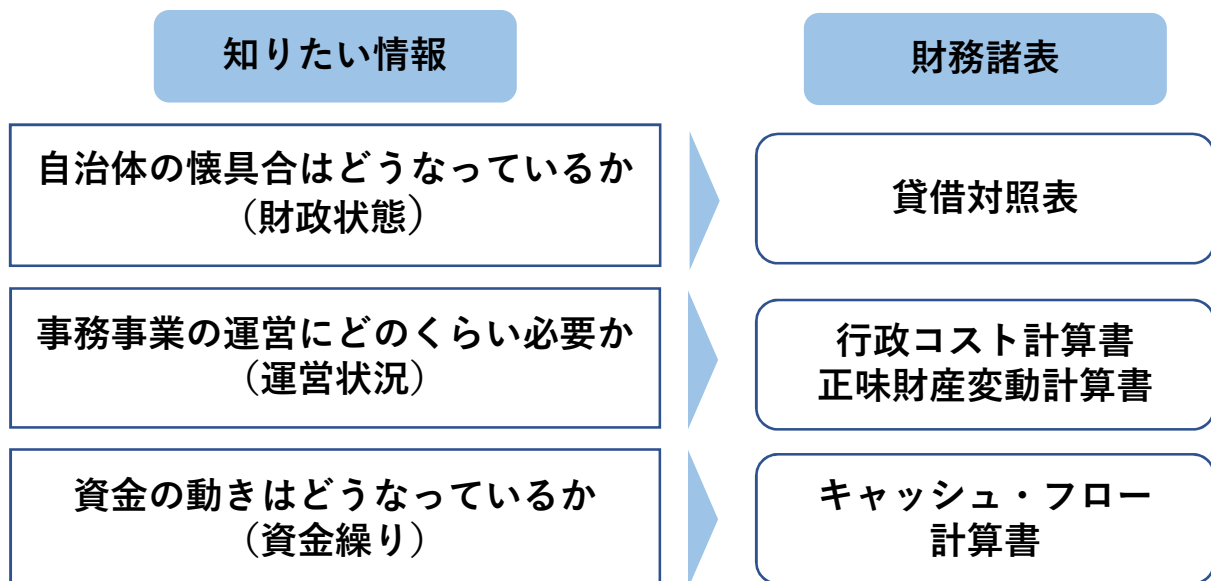 知りたい情報
財務諸表
自治体の懐具合はどうなっているか
（財政状態）
貸借対照表
事務事業の運営にどのくらい必要か
（運営状況）
行政コスト計算書
正味財産変動計算書
資金の動きはどうなっているか
（資金繰り）
キャッシュ・フロー
計算書